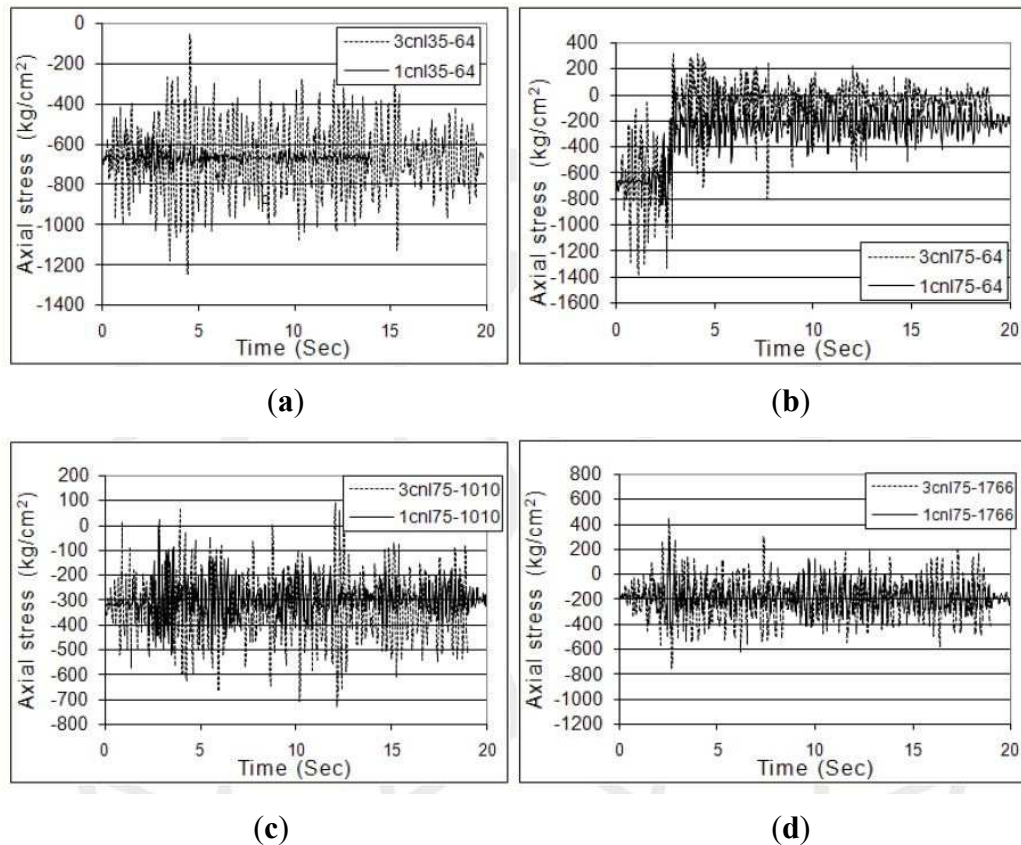 0
-200
-400
-600
-800
-1000
-1200
-1400
Axial stress (kg/cm²)
3cnl35-64
1cnl35-64
0 5 10 15 20
Time (Sec)
(a)
400
200
0
-200
-400
-600
-800
-1000
-1200
-1400
-1600
Axial stress (kg/cm²)
3cnl75-64
1cnl75-64
0 5 10 15 20
Time (Sec)
(b)
200
100
0
-100
-200
-300
-400
-500
-600
-700
-800
Axial stress (kg/cm²)
3cnl75-1010
1cnl75-1010
0 5 10 15 20
Time (Sec)
(c)
800
600
400
200
0
-200
-400
-600
-800
-1000
-1200
Axial stress (kg/cm²)
3cnl75-1766
1cnl75-1766
0 5 10 15 20
Time (Sec)
(d)